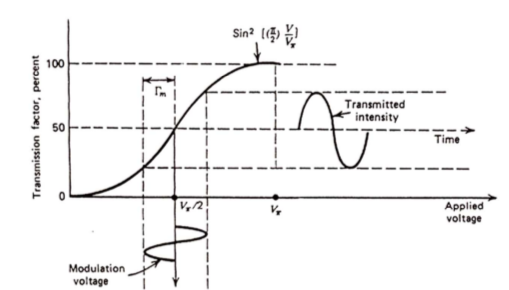 Sin² [(π/2) V/Vπ]
100
Γm
Transmission factor, percent
Transmitted
intensity
50
Time
0
Vπ/2
Vπ
Applied
voltage
Modulation
voltage